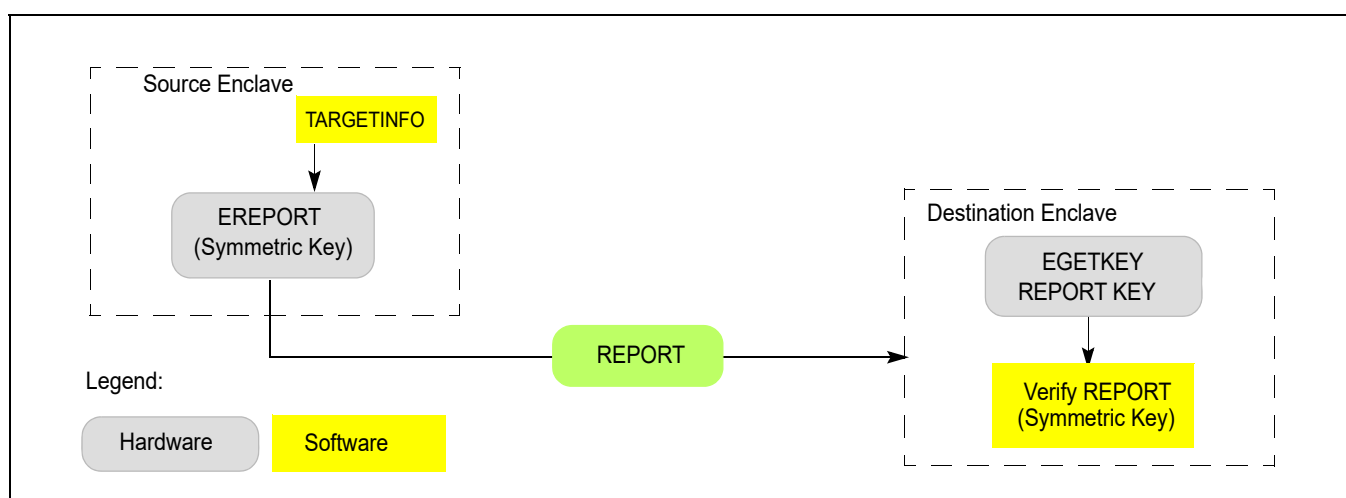 Source Enclave
TARGETINFO
EREPORT
(Symmetric Key)
REPORT
Destination Enclave
EGETKEY
REPORT KEY
Verify REPORT
(Symmetric Key)
Legend:
Hardware
Software